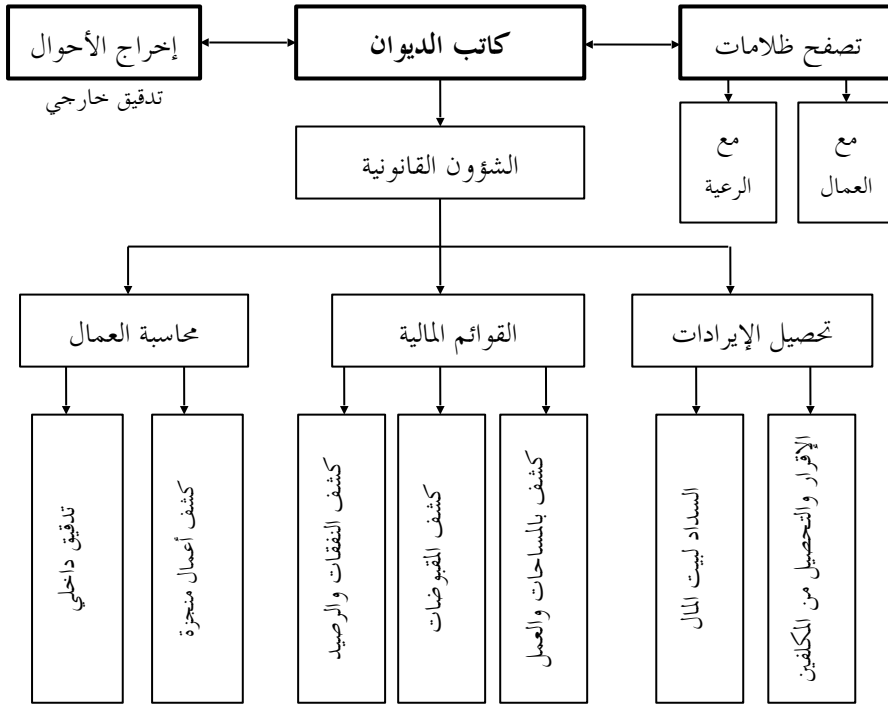 تصفح ظلامات
كاتب الديوان
إخراج الأحوال
تدقيق خارجي
مع
العمال
مع
الرعية
الشؤون القانونية
تحصيل الإيرادات
القوائم المالية
محاسبة العمال
الإقرار والتحصيل من المكلفين
السداد لبيت المال
كشف بالمساحات والعمل
كشف المقبوضات
كشف النفقات والرصيد
كشف أعمال منجزة
تدقيق داخلي